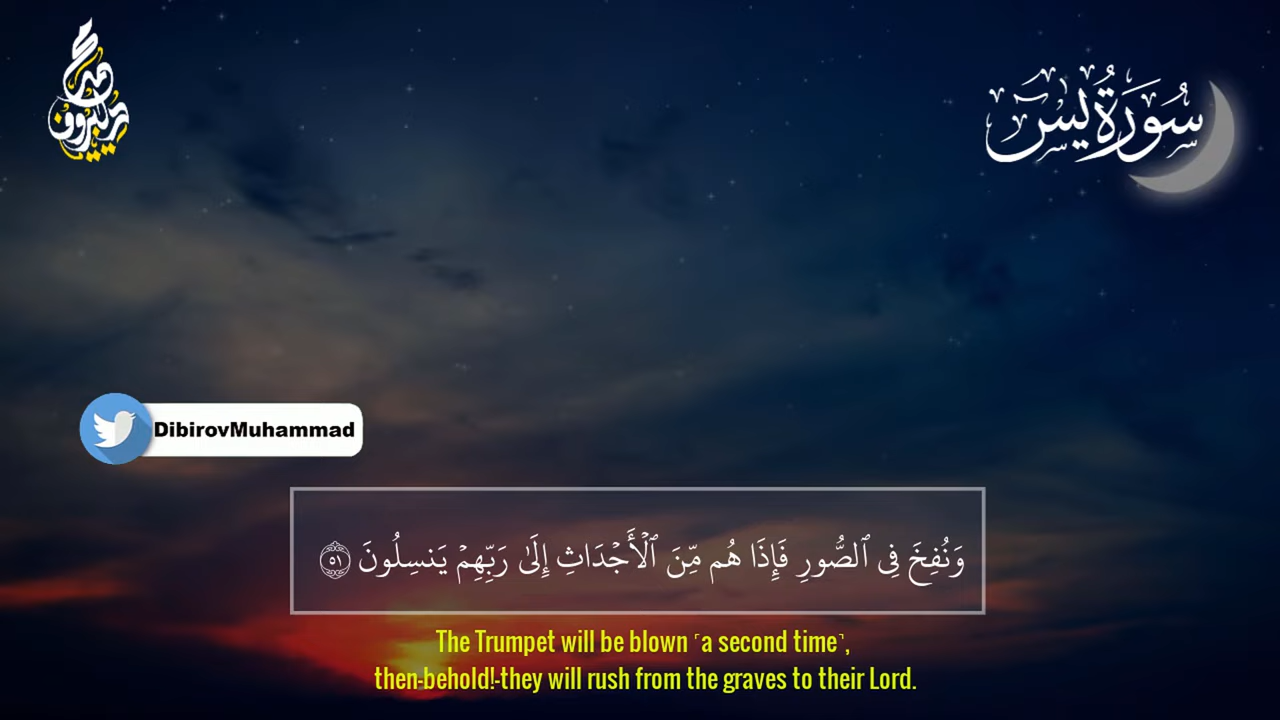 سُورَةُ يسٓ
DibirovMuhammad
وَنُفِخَ فِي ٱلصُّورِ فَإِذَا هُم مِّنَ ٱلْأَجْدَاثِ إِلَىٰ رَبِّهِمْ يَنسِلُونَ ٥١
The Trumpet will be blown ˹a second time˺,
then-behold!-they will rush from the graves to their Lord.